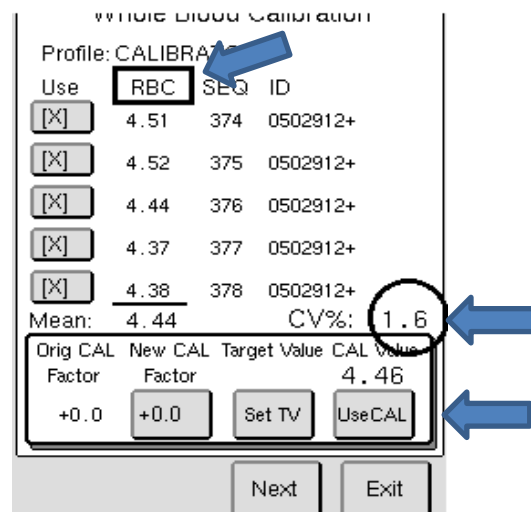 Whole Blood Calibration
Profile: CALIBRAT
Use RBC SEQ ID
[X] 4.51 374 0502912+
[X] 4.52 375 0502912+
[X] 4.44 376 0502912+
[X] 4.37 377 0502912+
[X] 4.38 378 0502912+
Mean: 4.44 CV%: 1.6
Orig CAL New CAL Target Value CAL Value
Factor Factor 4.46
+0.0 +0.0 Set TV UseCAL
Next Exit